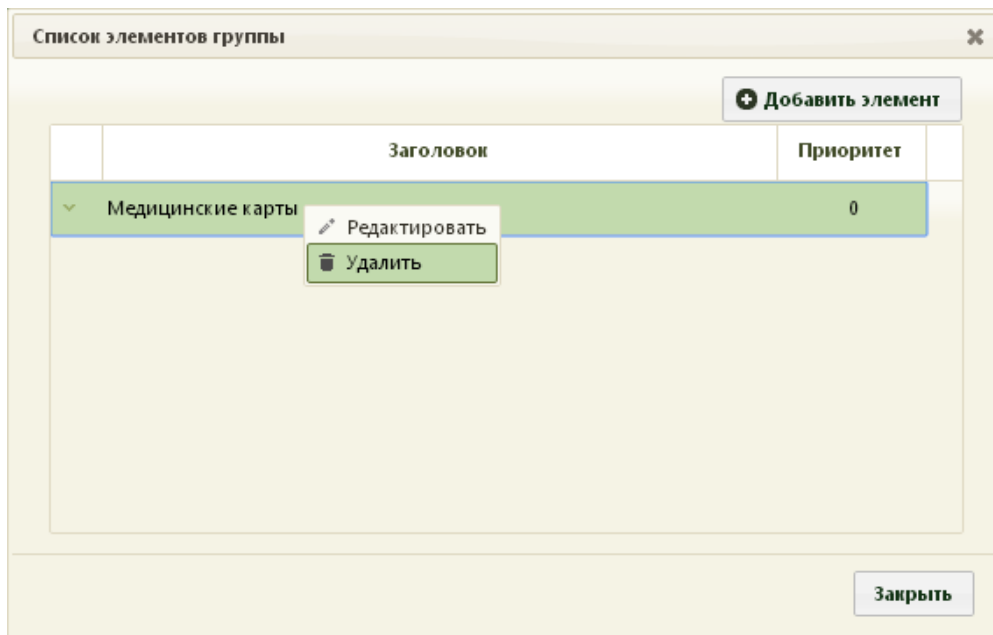 Список элементов группы
Добавить элемент
Заголовок Приоритет
Медицинские карты 0
Редактировать
Удалить
Закрыть